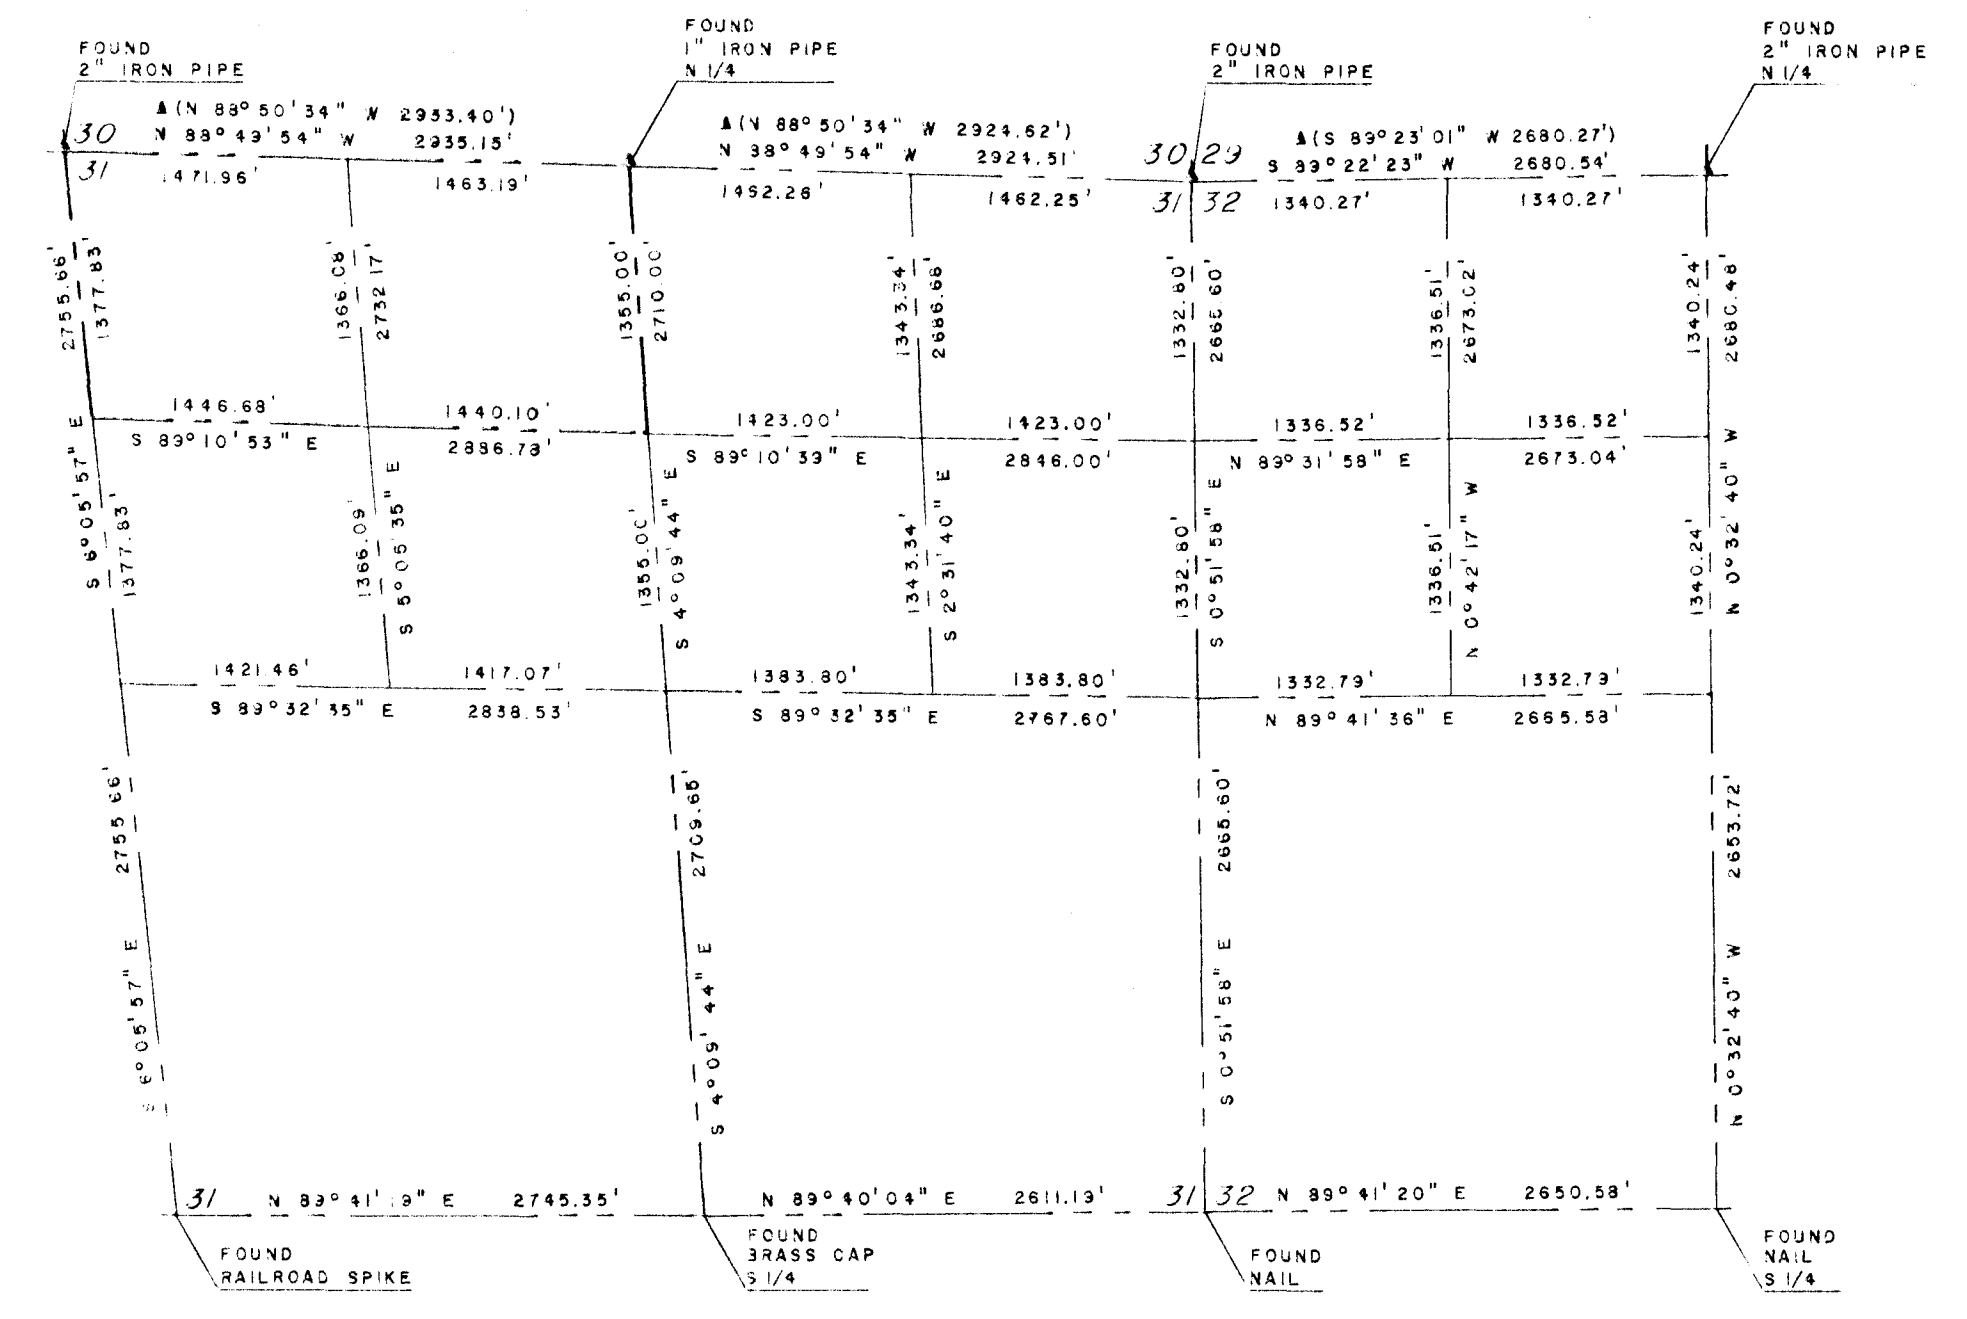 FOUND
2" IRON PIPE
FOUND
1" IRON PIPE
N 1/4
FOUND
2" IRON PIPE
FOUND
2" IRON PIPE
N 1/4
▲(N 88° 50' 34" W 2933.40')
N 88° 49' 54" W 2935.15'
▲(N 88° 50' 34" W 2924.62')
N 88° 49' 54" W 2924.51'
▲(S 89° 23' 01" W 2680.27')
S 89° 22' 23" W 2680.54'
30
31
30 29
31 32
1471.96'
1463.19'
1462.26'
1462.25'
1340.27'
1340.27'
2755.66'
1377.83'
1366.08'
2732.17'
1355.00'
2710.00'
1343.34'
2686.68'
1332.80'
2665.60'
1336.51'
2673.02'
1340.24'
2680.48'
1446.68'
S 89° 10' 53" E
1440.10'
2886.78'
1423.00'
S 89° 10' 39" E
1423.00'
2846.00'
1336.52'
N 89° 31' 58" E
1336.52'
2673.04'
S 6° 05' 57" E
1377.83'
1366.09'
S 5° 05' 35" E
1355.00'
S 4° 09' 44" E
1343.34'
S 2° 31' 40" E
1332.80'
S 0° 51' 58" E
1336.51'
N 0° 42' 17" W
1340.24'
N 0° 32' 40" W
1421.46'
S 89° 32' 35" E
1417.07'
2838.53'
1383.80'
S 89° 32' 35" E
1383.80'
2767.60'
1332.79'
N 89° 41' 36" E
1332.79'
2665.58'
2755.66'
S 6° 05' 57" E
2709.65'
S 4° 09' 44" E
2665.60'
S 0° 51' 58" E
2653.72'
N 0° 32' 40" W
31
N 89° 41' 19" E 2745.35'
N 89° 40' 04" E 2611.19'
31 32
N 89° 41' 20" E 2650.58'
FOUND
RAILROAD SPIKE
FOUND
BRASS CAP
S 1/4
FOUND
NAIL
FOUND
NAIL
S 1/4